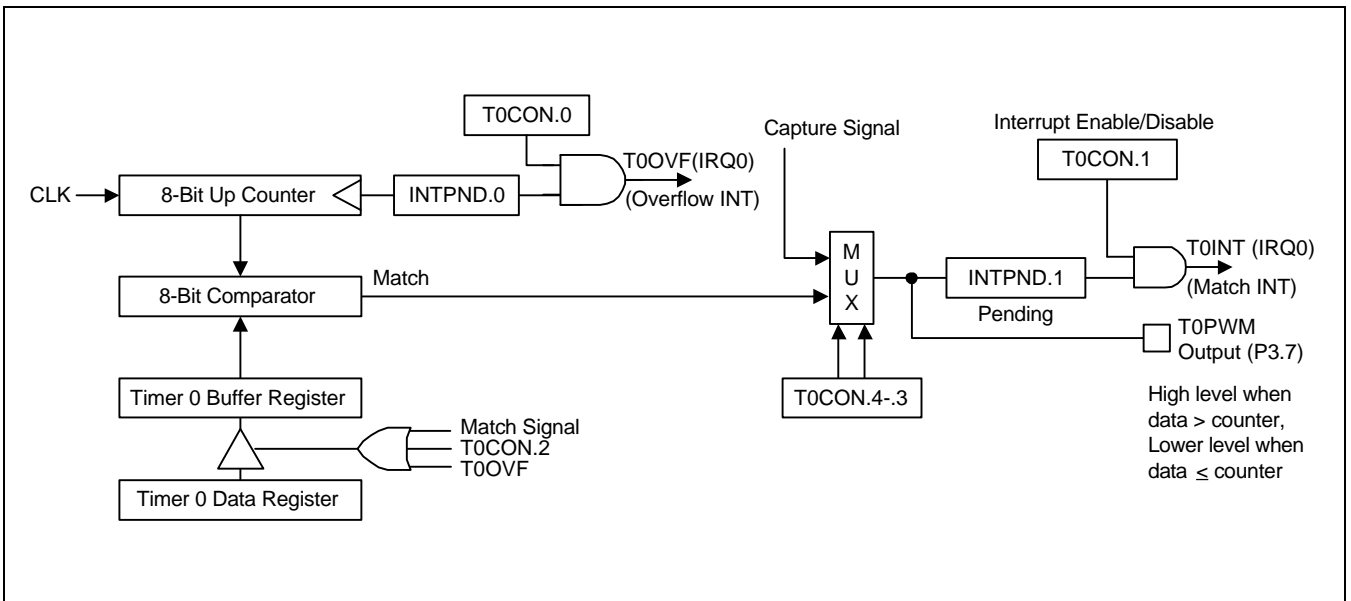 T0CON.0
Capture Signal
Interrupt Enable/Disable
T0CON.1
T0OVF(IRQ0)
(Overflow INT)
CLK
8-Bit Up Counter
INTPND.0
M
U
X
T0INT (IRQ0)
(Match INT)
8-Bit Comparator
Match
INTPND.1
Pending
T0PWM
Output (P3.7)
Timer 0 Buffer Register
T0CON.4-.3
High level when
data > counter,
Lower level when
data ≤ counter
Match Signal
T0CON.2
T0OVF
Timer 0 Data Register